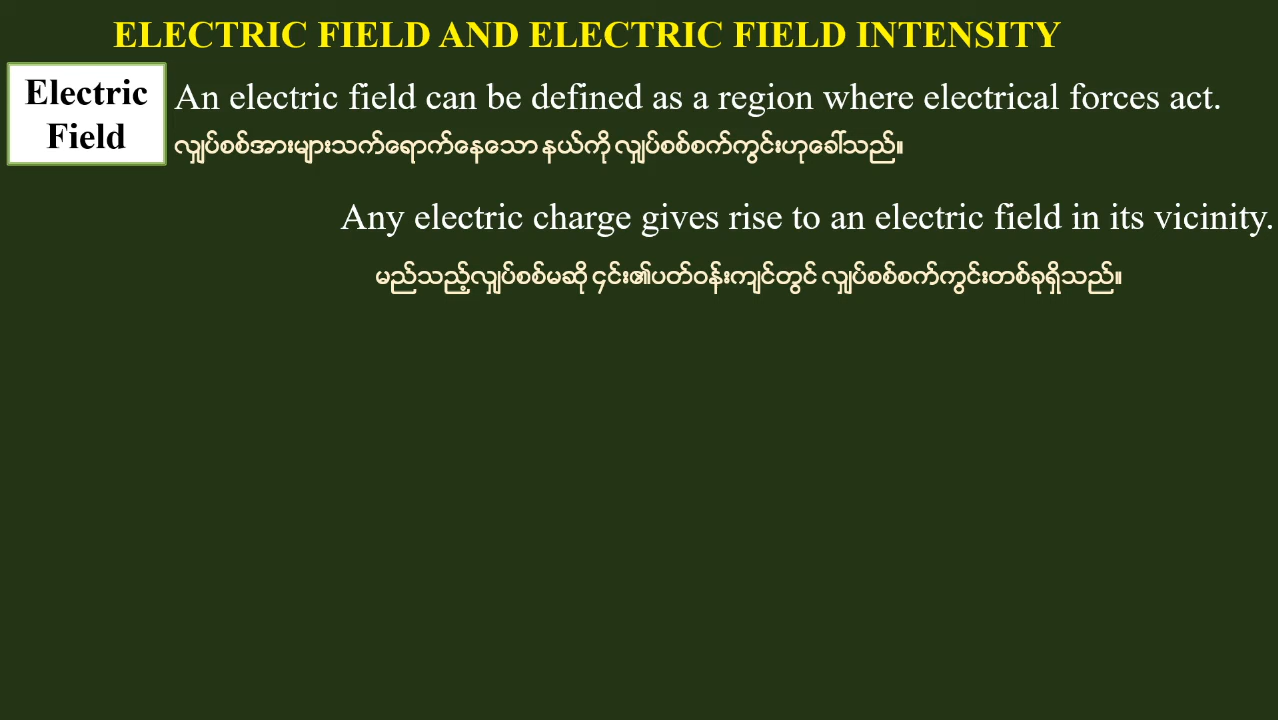 ELECTRIC FIELD AND ELECTRIC FIELD INTENSITY
Electric
Field
An electric field can be defined as a region where electrical forces act.
လျှပ်စစ်အားများသက်ရောက်နေသော နယ်ကို လျှပ်စစ်စက်ကွင်းဟုခေါ်သည်။
Any electric charge gives rise to an electric field in its vicinity.
မည်သည့်လျှပ်စစ်မဆို ၄င်း၏ပတ်ဝန်းကျင်တွင် လျှပ်စစ်စက်ကွင်းတစ်ခုရှိသည်။